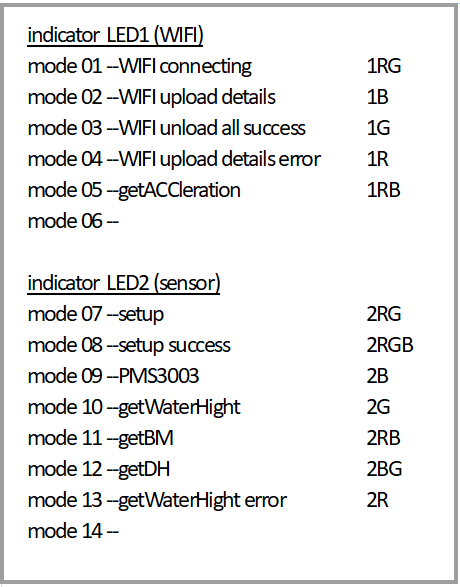 indicator LED1 (WIFI)
mode 01 --WIFI connecting 1RG
mode 02 --WIFI upload details 1B
mode 03 --WIFI unload all success 1G
mode 04 --WIFI upload details error 1R
mode 05 --getACCleration 1RB
mode 06 --
indicator LED2 (sensor)
mode 07 --setup 2RG
mode 08 --setup success 2RGB
mode 09 --PMS3003 2B
mode 10 --getWaterHight 2G
mode 11 --getBM 2RB
mode 12 --getDH 2BG
mode 13 --getWaterHight error 2R
mode 14 --